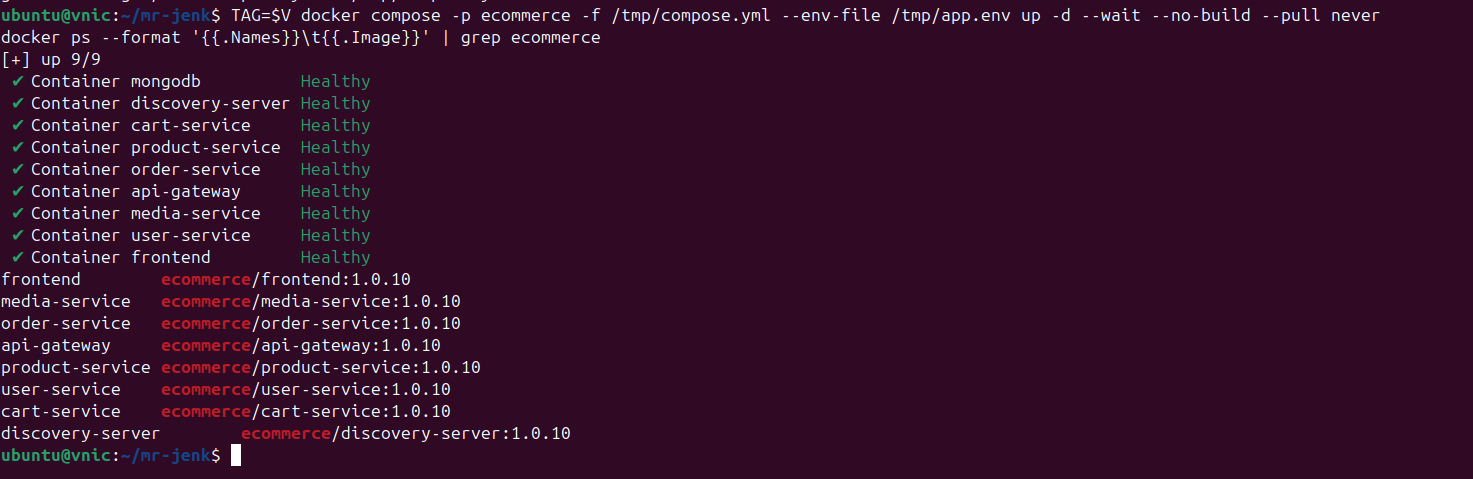 ubuntu@vnic:~/mr-jenk$ TAG=$V docker compose -p ecommerce -f /tmp/compose.yml --env-file /tmp/app.env up -d --wait --no-build --pull never
docker ps --format '{{.Names}}\t{{.Image}}' | grep ecommerce
[+] up 9/9
✔ Container mongodb Healthy
✔ Container discovery-server Healthy
✔ Container cart-service Healthy
✔ Container product-service Healthy
✔ Container order-service Healthy
✔ Container api-gateway Healthy
✔ Container media-service Healthy
✔ Container user-service Healthy
✔ Container frontend Healthy
frontend ecommerce/frontend:1.0.10
media-service ecommerce/media-service:1.0.10
order-service ecommerce/order-service:1.0.10
api-gateway ecommerce/api-gateway:1.0.10
product-service ecommerce/product-service:1.0.10
user-service ecommerce/user-service:1.0.10
cart-service ecommerce/cart-service:1.0.10
discovery-server ecommerce/discovery-server:1.0.10
ubuntu@vnic:~/mr-jenk$